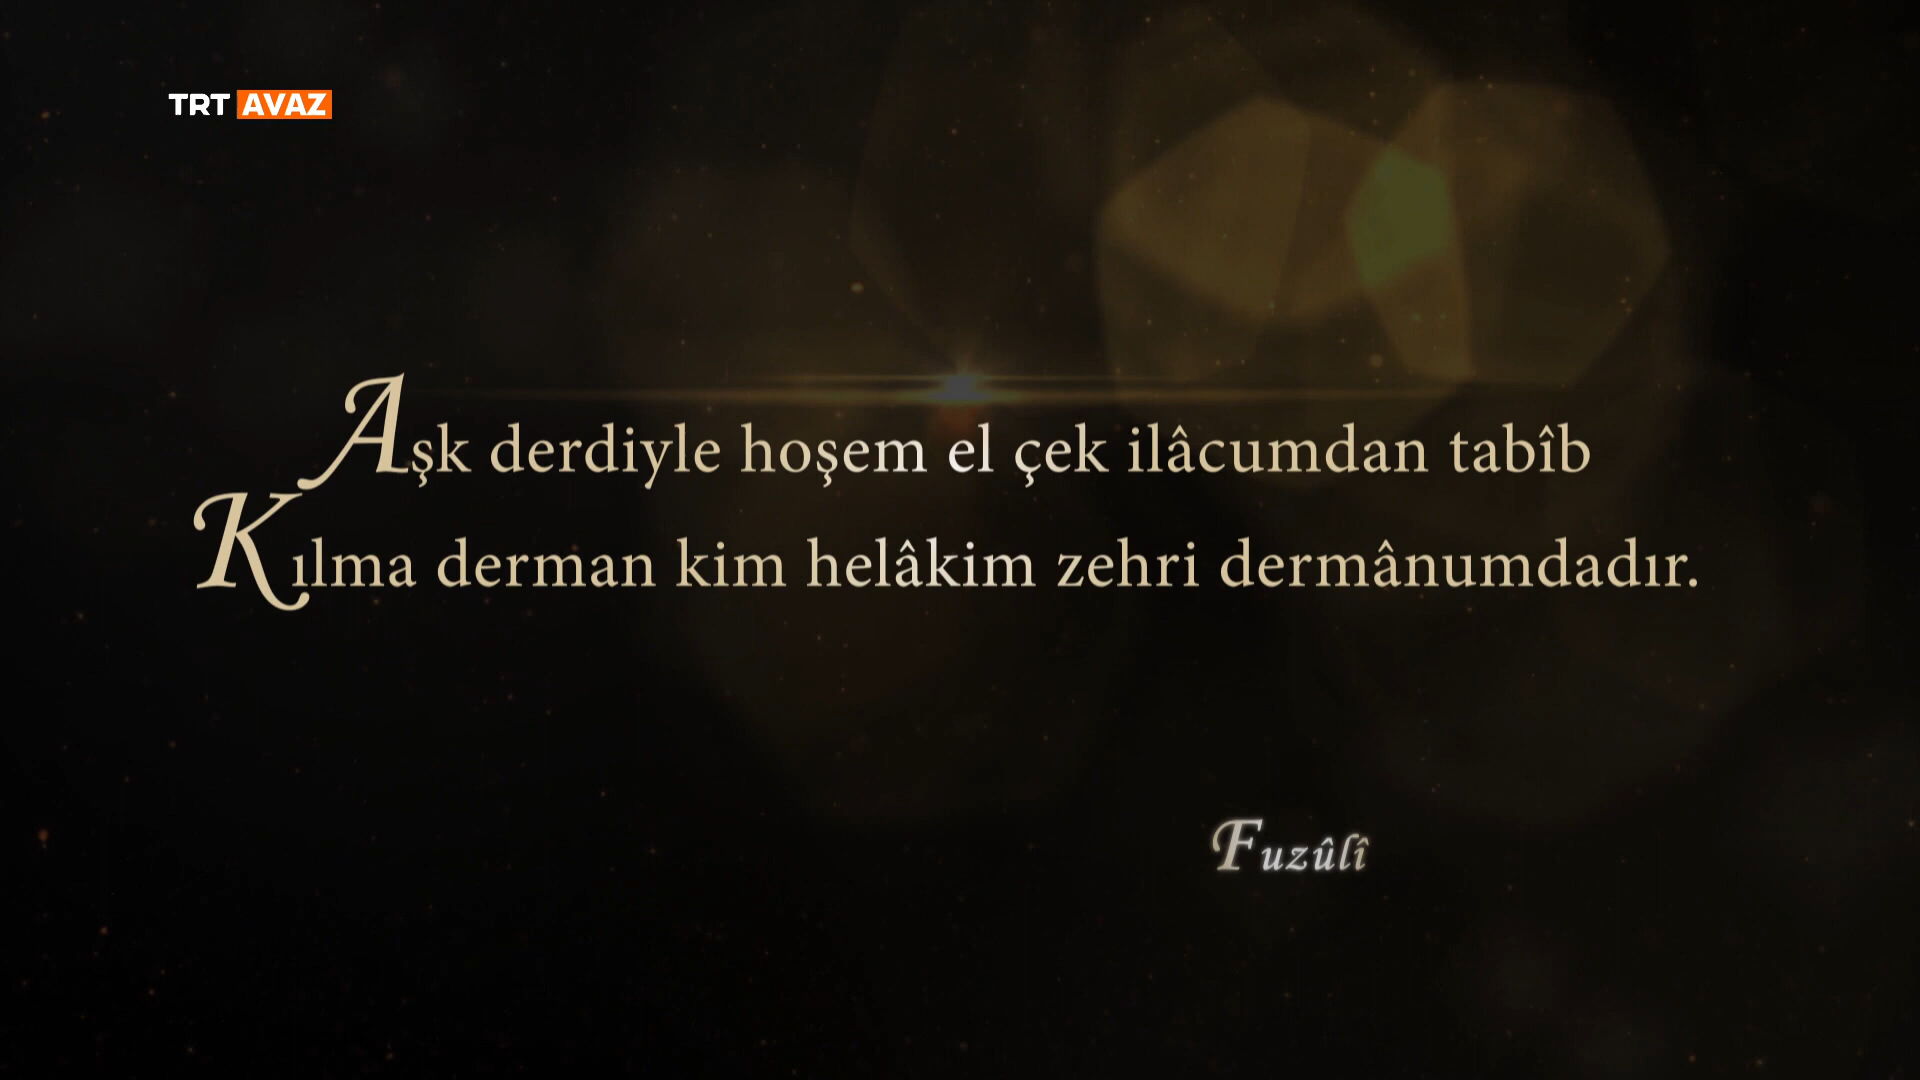 TRT AVAZ
Aşk derdiyle hoşem el çek ilâcumdan tabîb
Kılma derman kim helâkim zehri dermânumdadır.
Fuzûlî